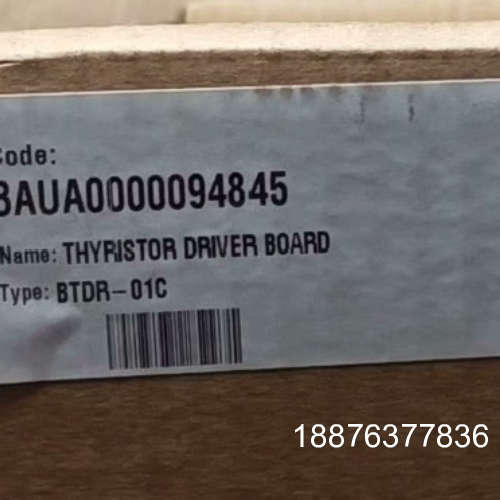 Code:
3AUA0000094845
Name: THYRISTOR DRIVER BOARD
Type: BTDR-01C
18876377836